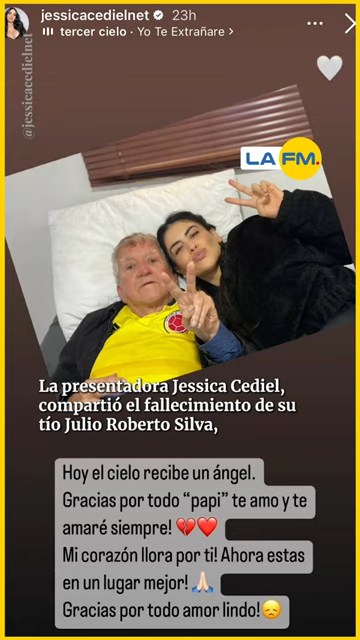 jessicacedielnet 23h
tercer cielo • Yo Te Extrañare >
@jessicacedielnet
LA FM.
La presentadora Jessica Cediel,
compartió el fallecimiento de su
tío Julio Roberto Silva,
Hoy el cielo recibe un ángel.
Gracias por todo “papi” te amo y te
amaré siempre! 💔❤️
Mi corazón llora por ti! Ahora estas
en un lugar mejor!🙏🏻
Gracias por todo amor lindo!😞